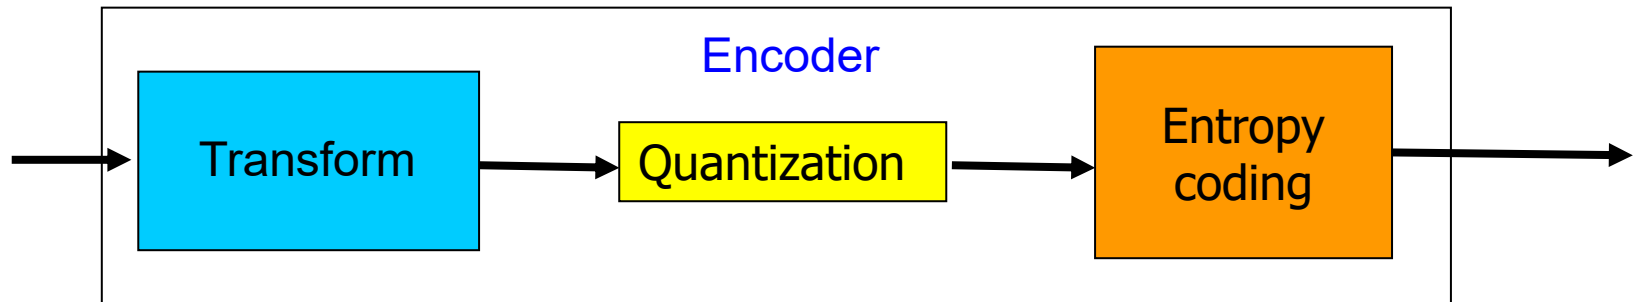 Encoder
Transform
Quantization
Entropy
coding